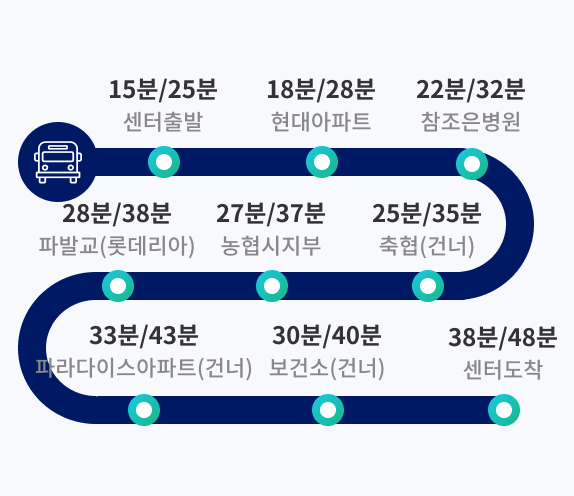 15분/25분
센터출발
18분/28분
현대아파트
22분/32분
참조은병원
28분/38분
파발교(롯데리아)
27분/37분
농협시지부
25분/35분
축협(건너)
33분/43분
파라다이스아파트(건너)
30분/40분
보건소(건너)
38분/48분
센터도착